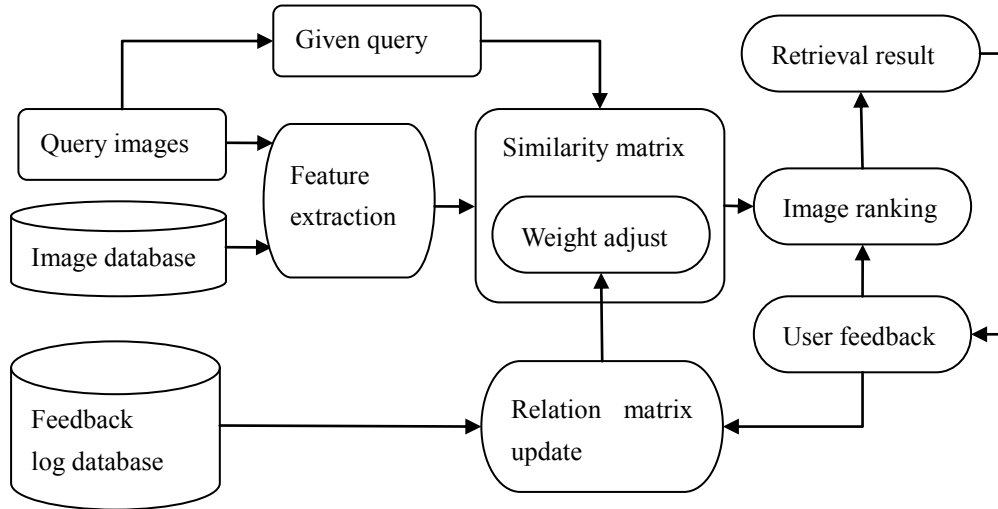 Given query
Retrieval result
Query images
Similarity matrix
Feature
extraction
Image ranking
Weight adjust
Image database
User feedback
Feedback
log database
Relation matrix
update